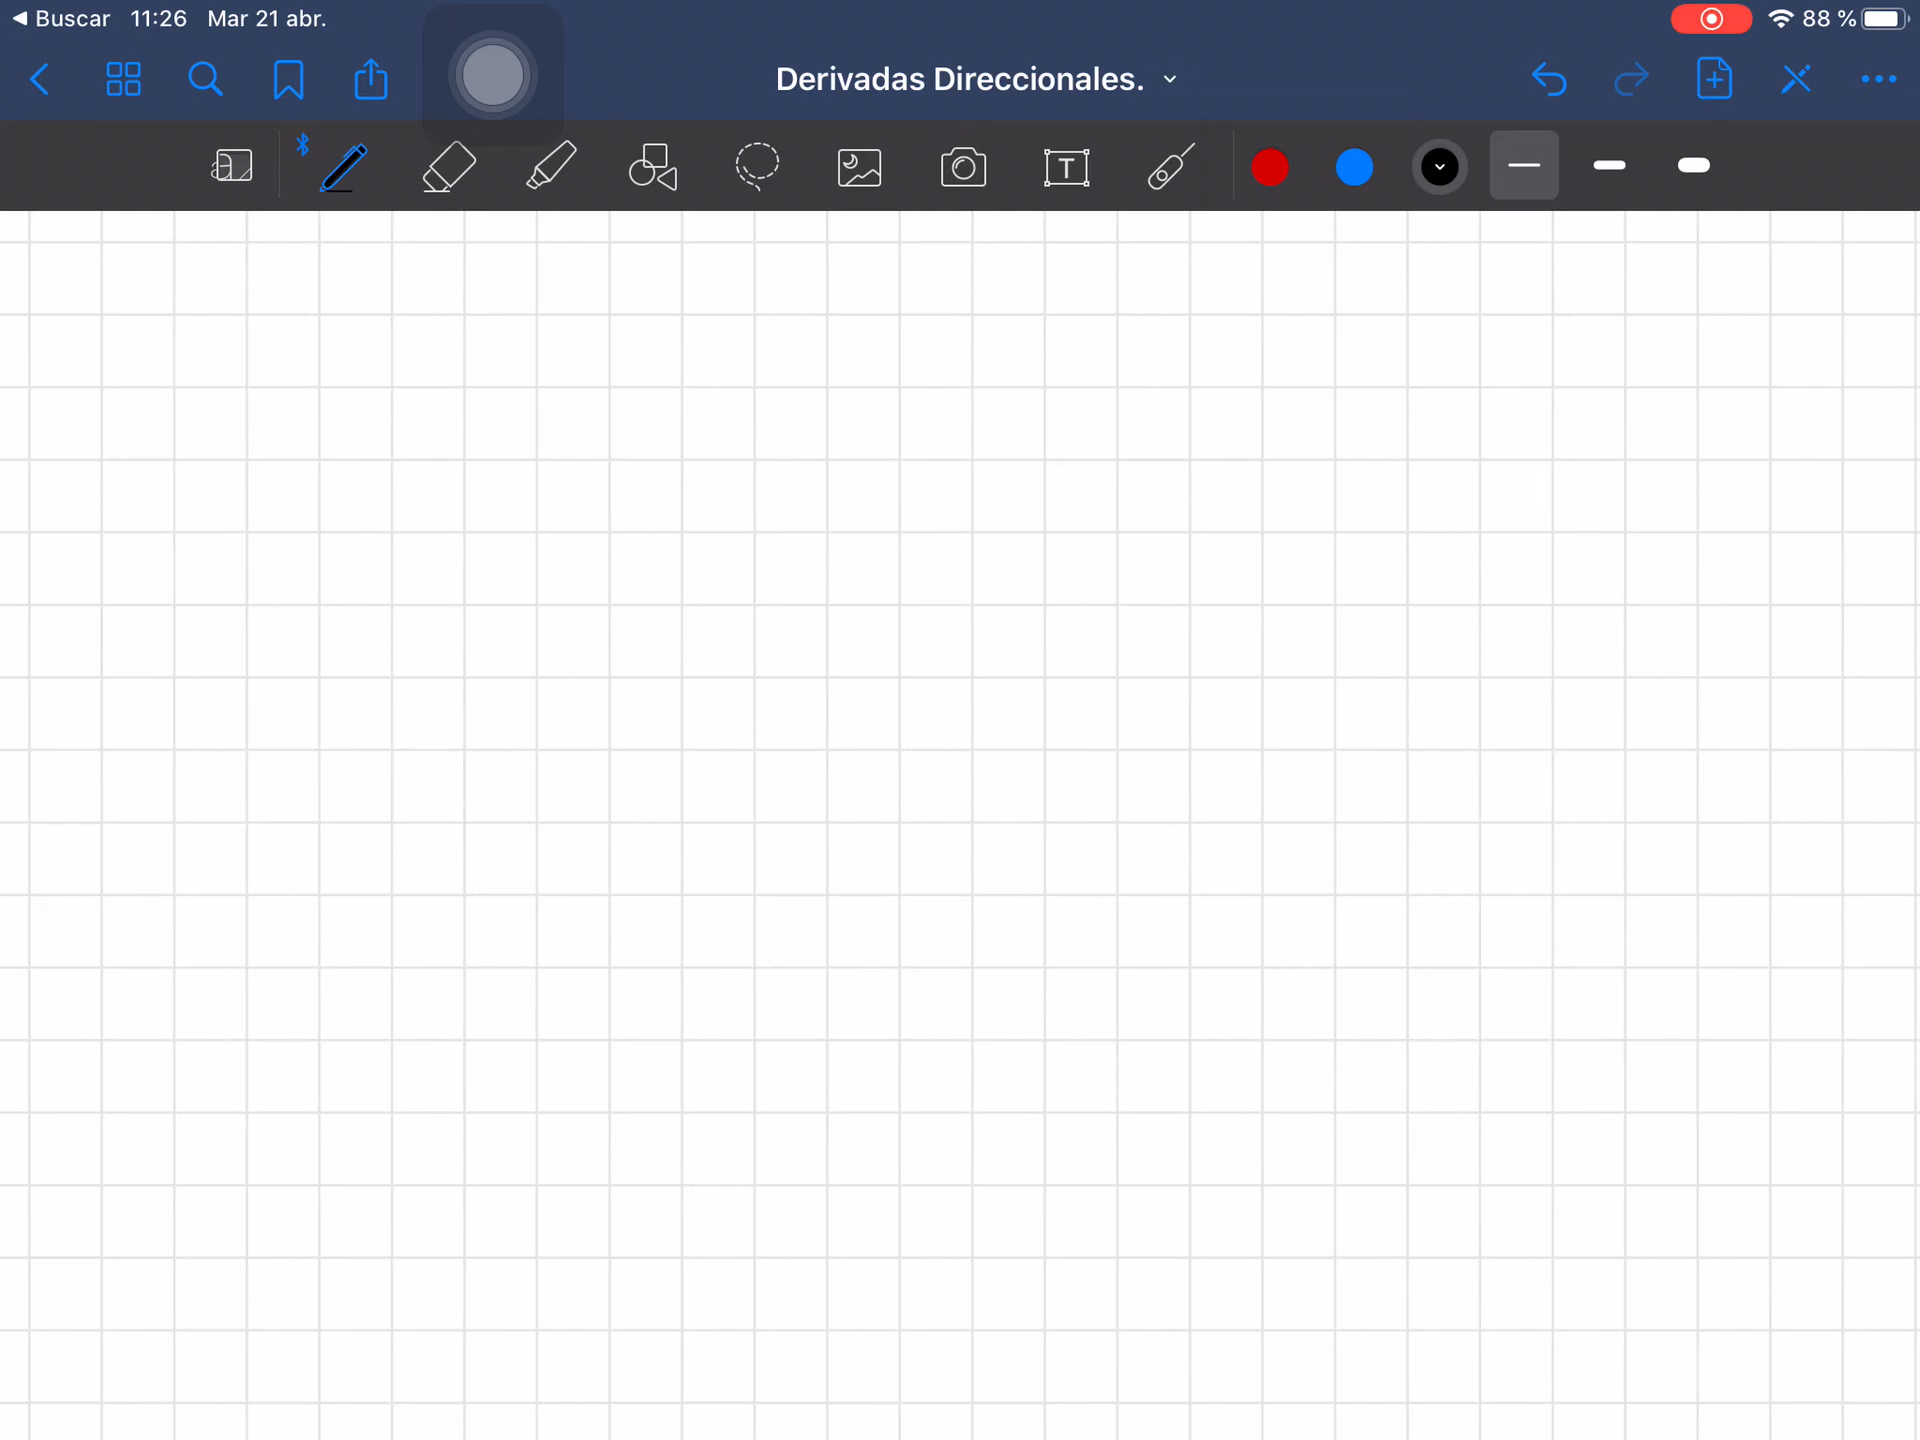 Buscar 11:26 Mar 21 abr. 88 %
Derivadas Direccionales.
T